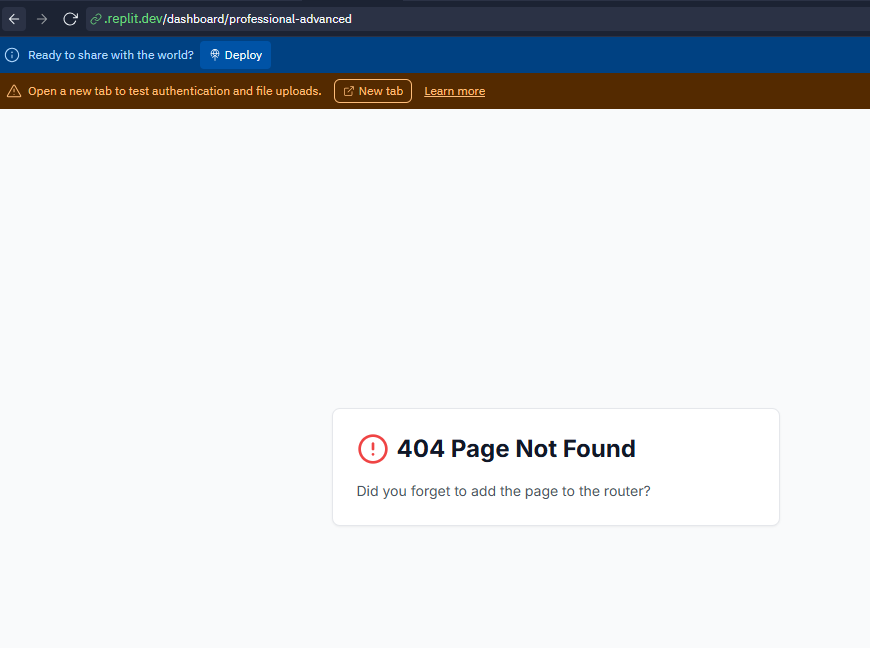 .replit.dev/dashboard/professional-advanced
Ready to share with the world? Deploy
Open a new tab to test authentication and file uploads. New tab Learn more
404 Page Not Found
Did you forget to add the page to the router?